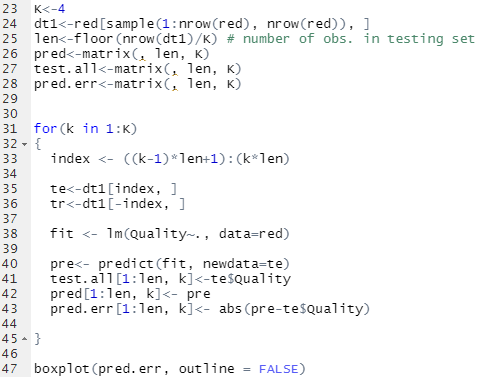 23 K<-4
24 dt1<-red[sample(1:nrow(red), nrow(red)), ]
25 len<-floor(nrow(dt1)/K) # number of obs. in testing set
26 pred<-matrix(, len, K)
27 test.all<-matrix(, len, K)
28 pred.err<-matrix(, len, K)
29
30
31 for(k in 1:K)
32 {
33 index <- ((k-1)*len+1):(k*len)
34
35 te<-dt1[index, ]
36 tr<-dt1[-index, ]
37
38 fit <- lm(Quality~., data=red)
39
40 pre<- predict(fit, newdata=te)
41 test.all[1:len, k]<-te$Quality
42 pred[1:len, k]<- pre
43 pred.err[1:len, k]<- abs(pre-te$Quality)
44
45 }
46
47 boxplot(pred.err, outline = FALSE)